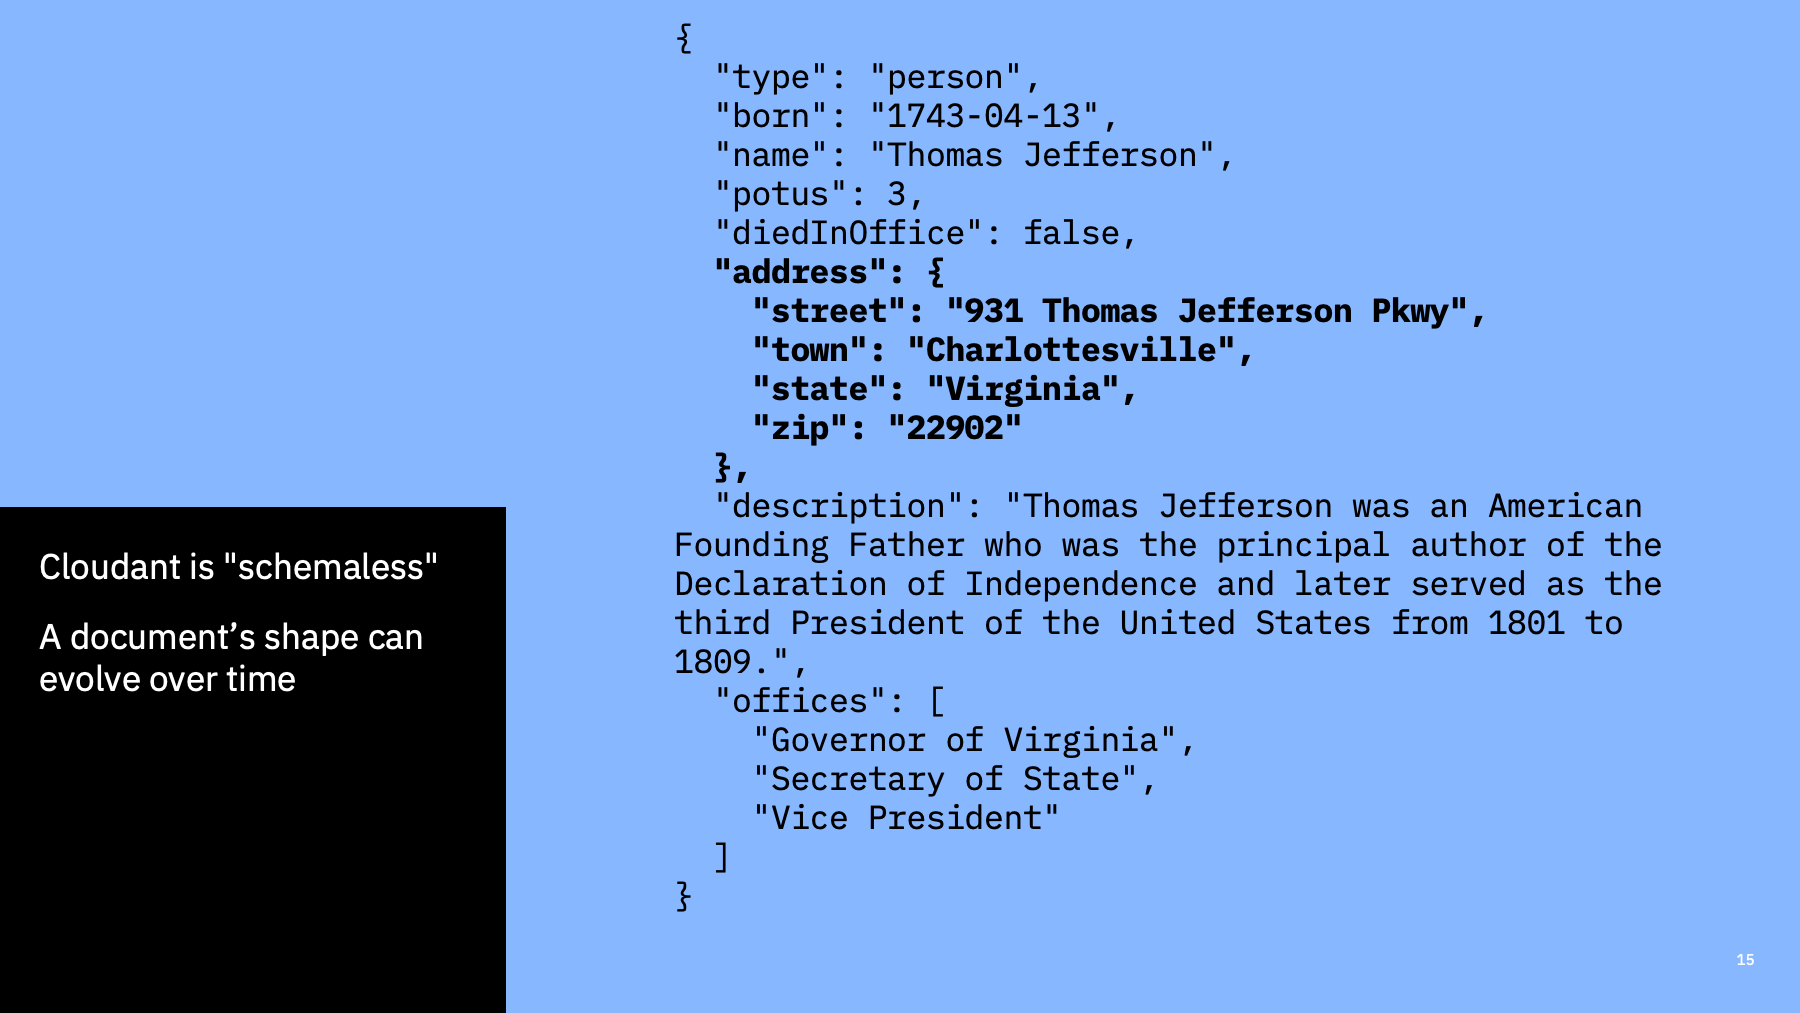 {
  "type": "person",
  "born": "1743-04-13",
  "name": "Thomas Jefferson",
  "potus": 3,
  "diedInOffice": false,
  "address": {
    "street": "931 Thomas Jefferson Pkwy",
    "town": "Charlottesville",
    "state": "Virginia",
    "zip": "22902"
  },
  "description": "Thomas Jefferson was an American
Founding Father who was the principal author of the
Declaration of Independence and later served as the
third President of the United States from 1801 to
1809.",
  "offices": [
    "Governor of Virginia",
    "Secretary of State",
    "Vice President"
  ]
}
Cloudant is "schemaless"
A document’s shape can
evolve over time
15